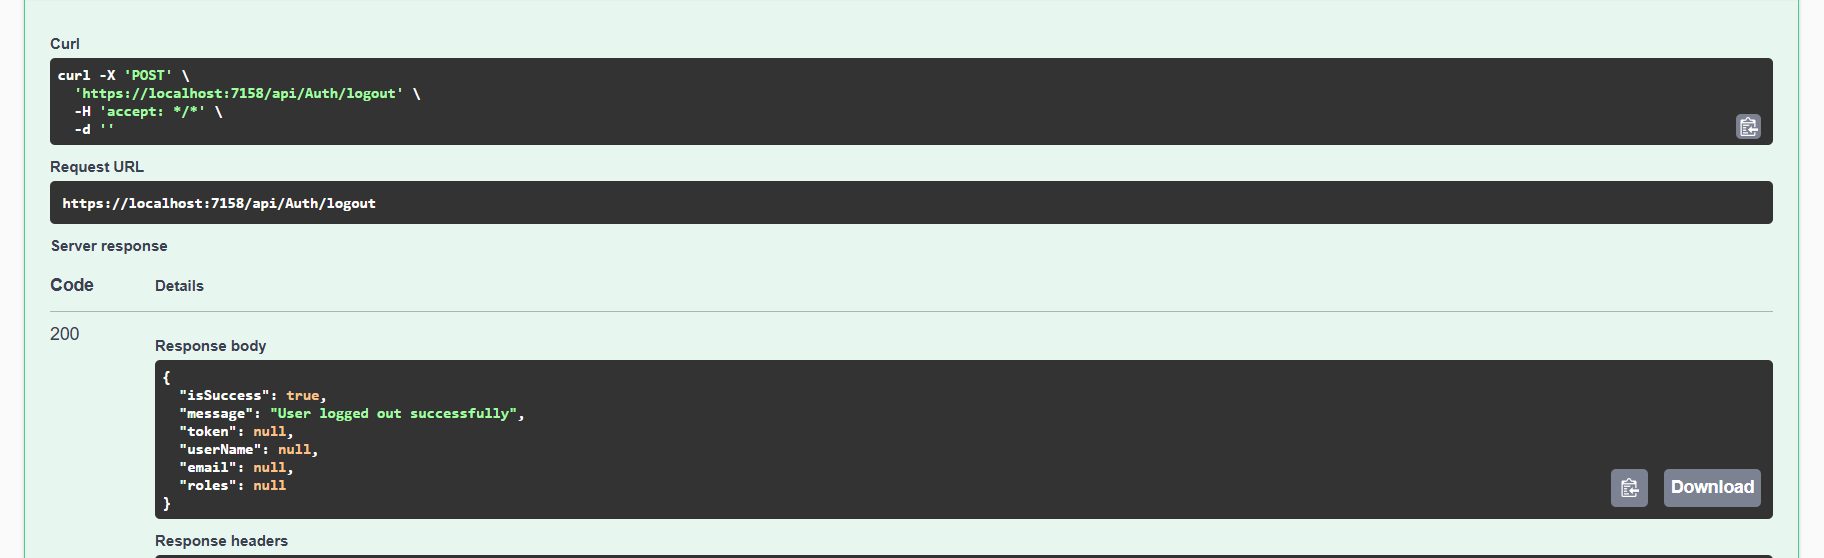 Curl
curl -X 'POST' \
'https://localhost:7158/api/Auth/logout' \
-H 'accept: */*' \
-d ''
Request URL
https://localhost:7158/api/Auth/logout
Server response
Code Details
200
Response body
{
"isSuccess": true,
"message": "User logged out successfully",
"token": null,
"userName": null,
"email": null,
"roles": null
}
Download
Response headers